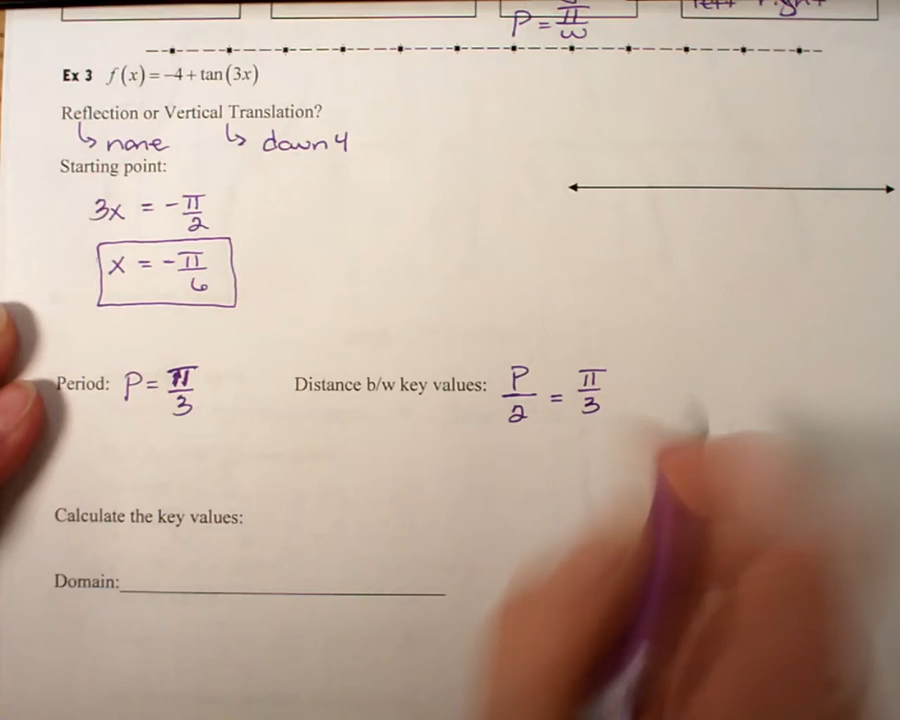 P = π/ω
Ex 3 f(x) = -4 + tan(3x)
Reflection or Vertical Translation?
↳ none ↳ down 4
Starting point:
3x = -π/2
x = -π/6
Period: P = π/3 Distance b/w key values: P/2 = π/3
Calculate the key values:
Domain: